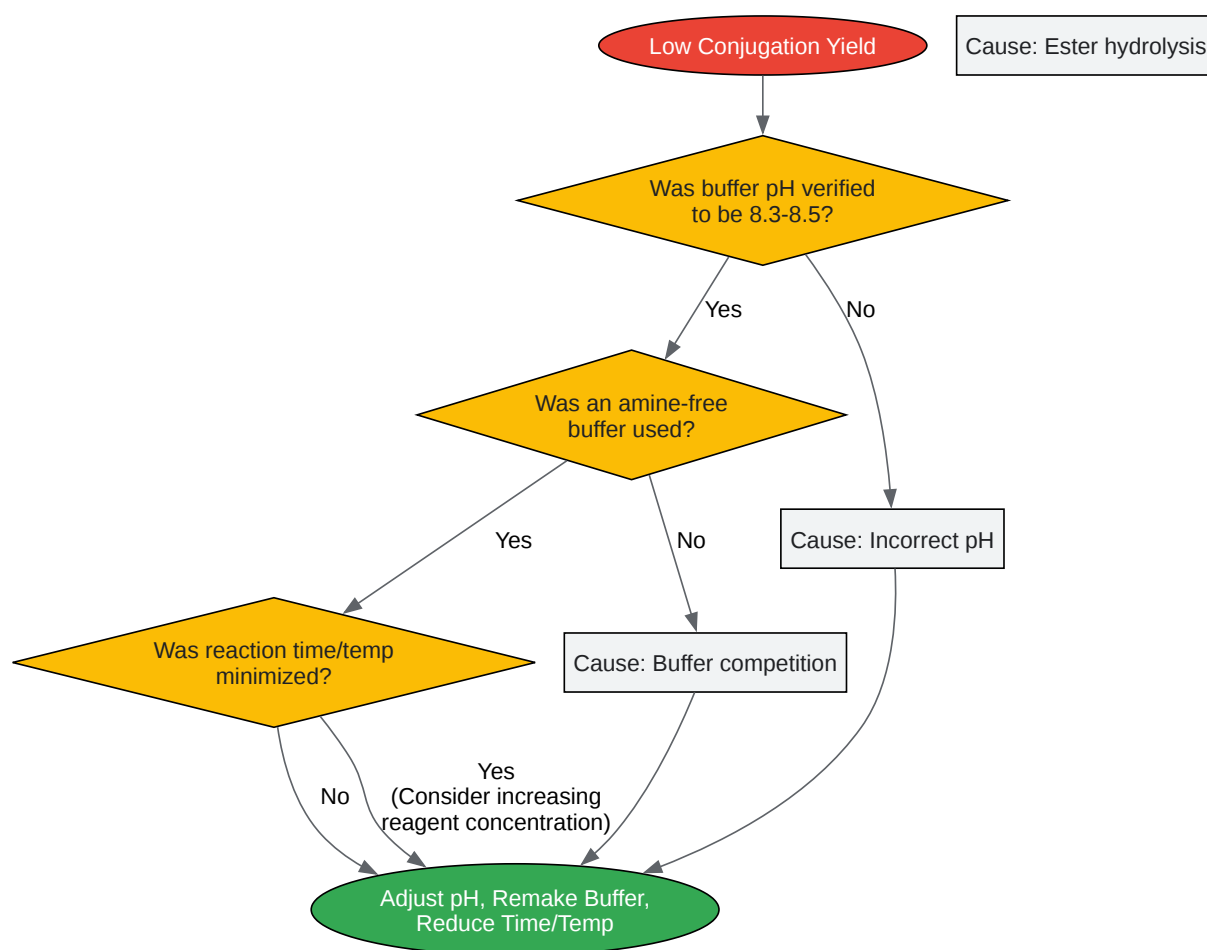 Low Conjugation Yield
Cause: Ester hydrolysis
Was buffer pH verified
to be 8.3-8.5?
Yes
No
Was an amine-free
buffer used?
Yes
No
Cause: Incorrect pH
Was reaction time/temp
minimized?
Cause: Buffer competition
No
Yes
(Consider increasing
reagent concentration)
Adjust pH, Remake Buffer,
Reduce Time/Temp